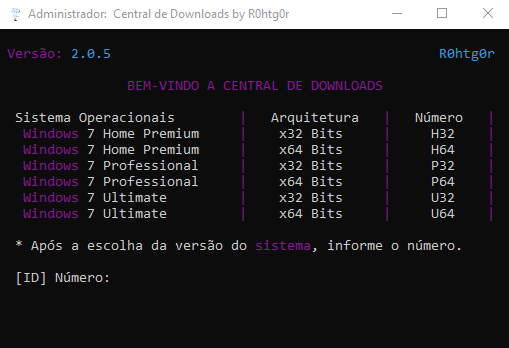 Administrador:  Central de Downloads by R0htg0r
Versão: 2.0.5 R0htg0r
BEM-VINDO A CENTRAL DE DOWNLOADS
Sistema Operacionais | Arquitetura | Número |
Windows 7 Home Premium | x32 Bits | H32 |
Windows 7 Home Premium | x64 Bits | H64 |
Windows 7 Professional | x32 Bits | P32 |
Windows 7 Professional | x64 Bits | P64 |
Windows 7 Ultimate | x32 Bits | U32 |
Windows 7 Ultimate | x64 Bits | U64 |
* Após a escolha da versão do sistema, informe o número.
[ID] Número: